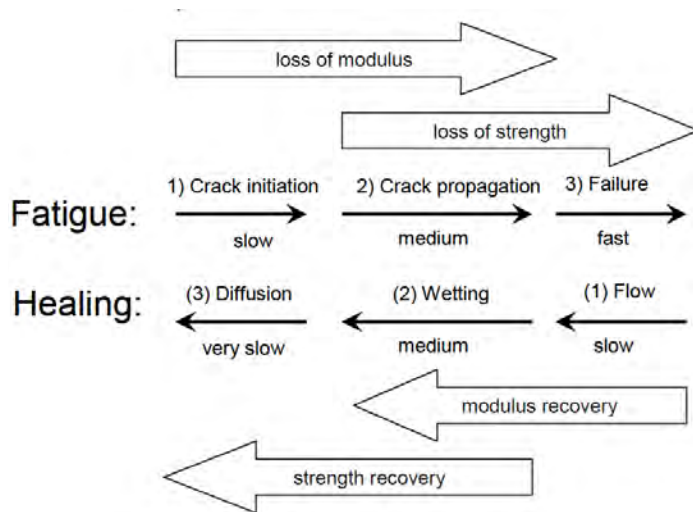 loss of modulus
loss of strength
1) Crack initiation 2) Crack propagation 3) Failure
Fatigue:
slow medium fast
(3) Diffusion (2) Wetting (1) Flow
Healing:
very slow medium slow
modulus recovery
strength recovery